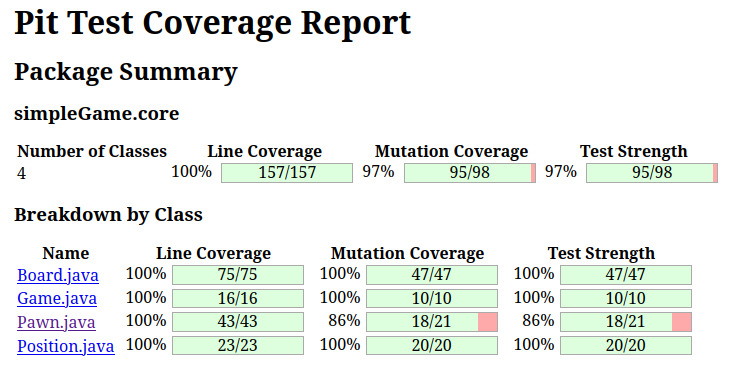 Pit Test Coverage Report
Package Summary
simpleGame.core
Number of Classes Line Coverage Mutation Coverage Test Strength
4 100% 157/157 97% 95/98 97% 95/98
Breakdown by Class
Name Line Coverage Mutation Coverage Test Strength
Board.java 100% 75/75 100% 47/47 100% 47/47
Game.java 100% 16/16 100% 10/10 100% 10/10
Pawn.java 100% 43/43 86% 18/21 86% 18/21
Position.java 100% 23/23 100% 20/20 100% 20/20